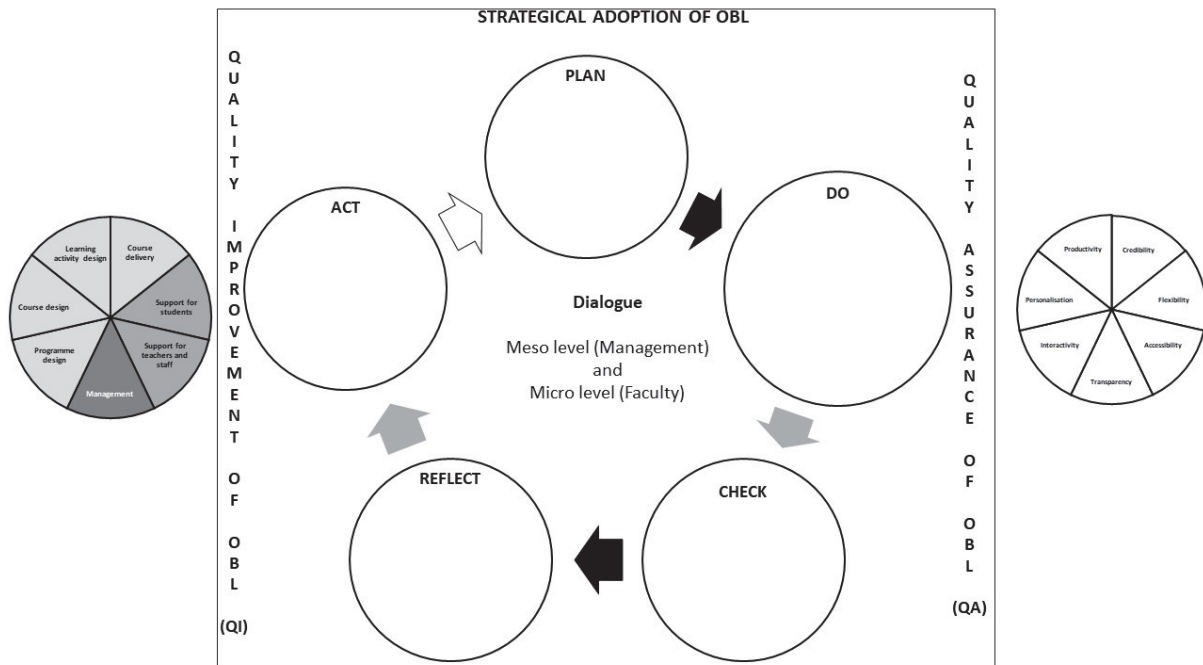 STRATEGICAL ADOPTION OF OBL
QUALITY IMPROVEMENT OF OBL (QI)
PLAN
DO
CHECK
REFLECT
ACT
Dialogue
Meso level (Management)
and
Micro level (Faculty)
QUALITY ASSURANCE OF OBL (QA)
Learning
activity design
Course
delivery
Course design
Support for
students
Programme
design
Support for
teachers and
staff
Management
Productivity
Credibility
Personalisation
Flexibility
Interactivity
Accessibility
Transparency